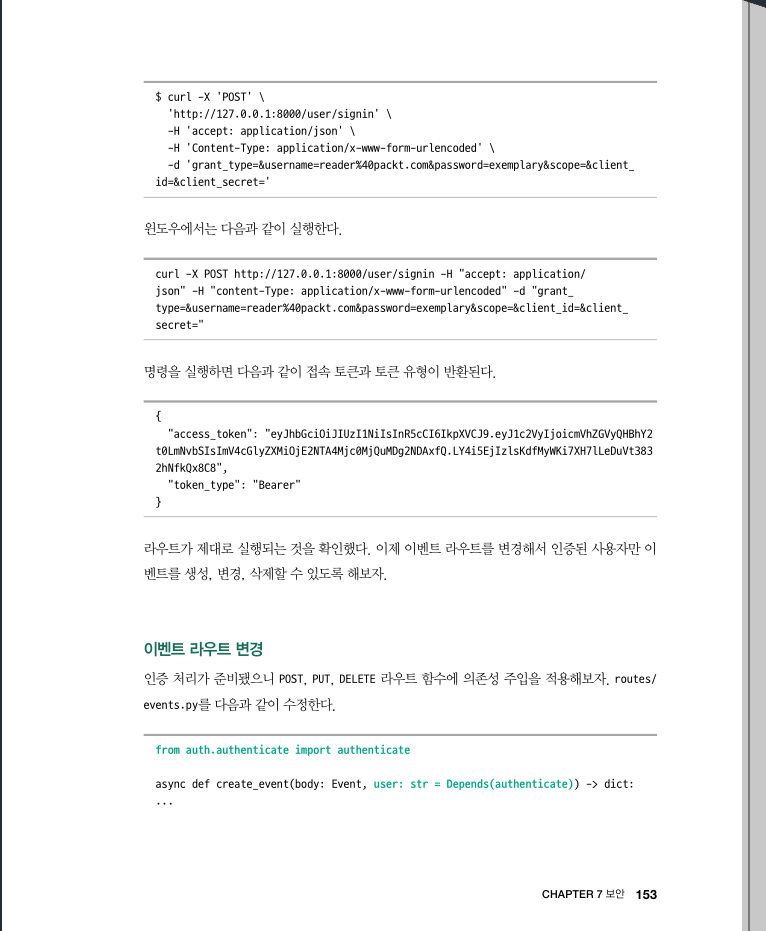 $ curl -X 'POST' \
'http://127.0.0.1:8000/user/signin' \
-H 'accept: application/json' \
-H 'Content-Type: application/x-www-form-urlencoded' \
-d 'grant_type=&username=reader%40packt.com&password=exemplary&scope=&client_
id=&client_secret='
윈도우에서는 다음과 같이 실행한다.
curl -X POST http://127.0.0.1:8000/user/signin -H "accept: application/
json" -H "content-Type: application/x-www-form-urlencoded" -d "grant_
type=&username=reader%40packt.com&password=exemplary&scope=&client_id=&client_
secret="
명령을 실행하면 다음과 같이 접속 토큰과 토큰 유형이 반환된다.
{
"access_token": "eyJhbGciOiJIUzI1NiIsInR5cCI6IkpXVCJ9.eyJ1c2VyIjoicmVhZGVyQHBhY2
t0LmNvbSIsImV4cGlyZXMiOjE2NTA4Mjc0MjQuMDg2NDAxfQ.LY4i5EjIzlsKdfMyWKi7XH7lLeDuVt383
2hNfkQx8C8",
"token_type": "Bearer"
}
라우트가 제대로 실행되는 것을 확인했다. 이제 이벤트 라우트를 변경해서 인증된 사용자만 이
벤트를 생성, 변경, 삭제할 수 있도록 해보자.
이벤트 라우트 변경
인증 처리가 준비됐으니 POST, PUT, DELETE 라우트 함수에 의존성 주입을 적용해보자. routes/
events.py를 다음과 같이 수정한다.
from auth.authenticate import authenticate
async def create_event(body: Event, user: str = Depends(authenticate)) -> dict:
...
CHAPTER 7 보안 153